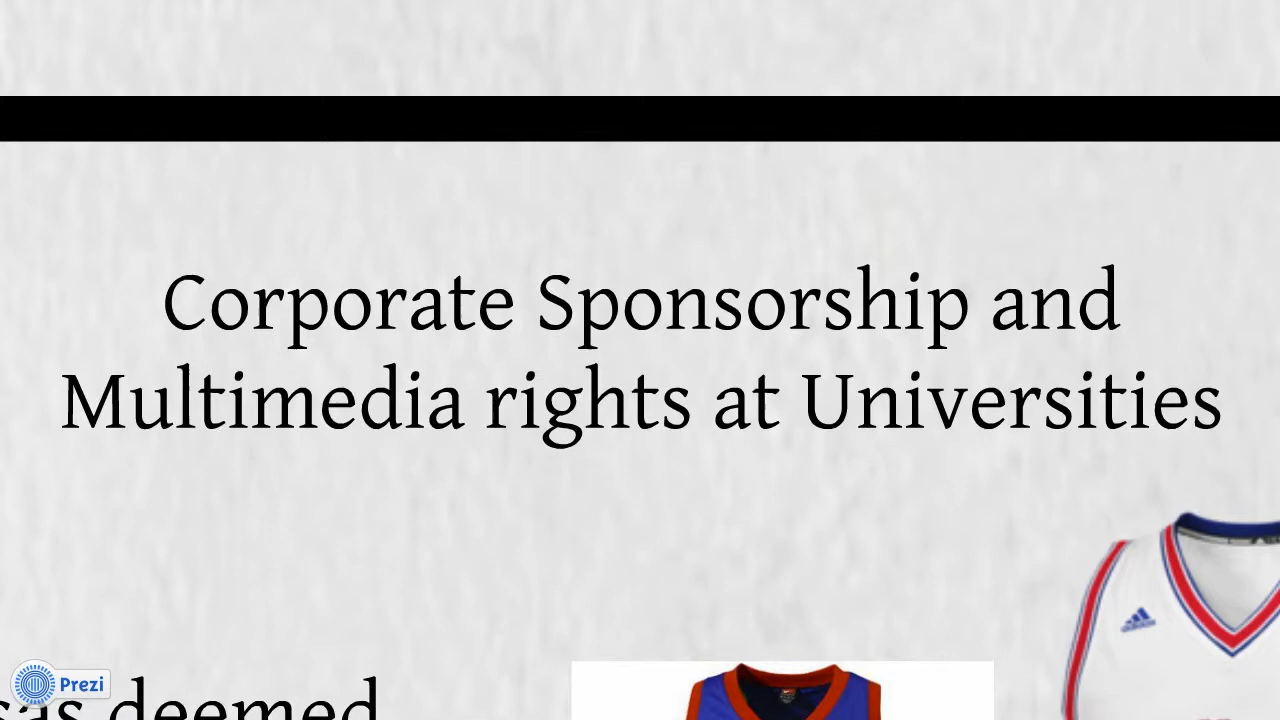 Corporate Sponsorship and
Multimedia rights at Universities
deemed
Prezi